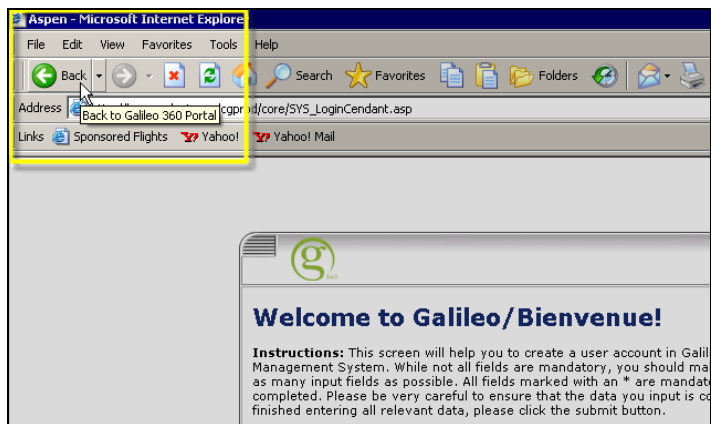 Aspen - Microsoft Internet Explorer
File Edit View Favorites Tools Help
Back Search Favorites Folders
Address cgprod/core/SYS_LoginCendant.asp
Back to Galileo 360 Portal
Links Sponsored Flights Yahoo! Yahoo! Mail
g
360
Welcome to Galileo/Bienvenue!
Instructions: This screen will help you to create a user account in Galil
Management System. While not all fields are mandatory, you should ma
as many input fields as possible. All fields marked with an * are mandat
completed. Please be very careful to ensure that the data you input is co
finished entering all relevant data, please click the submit button.